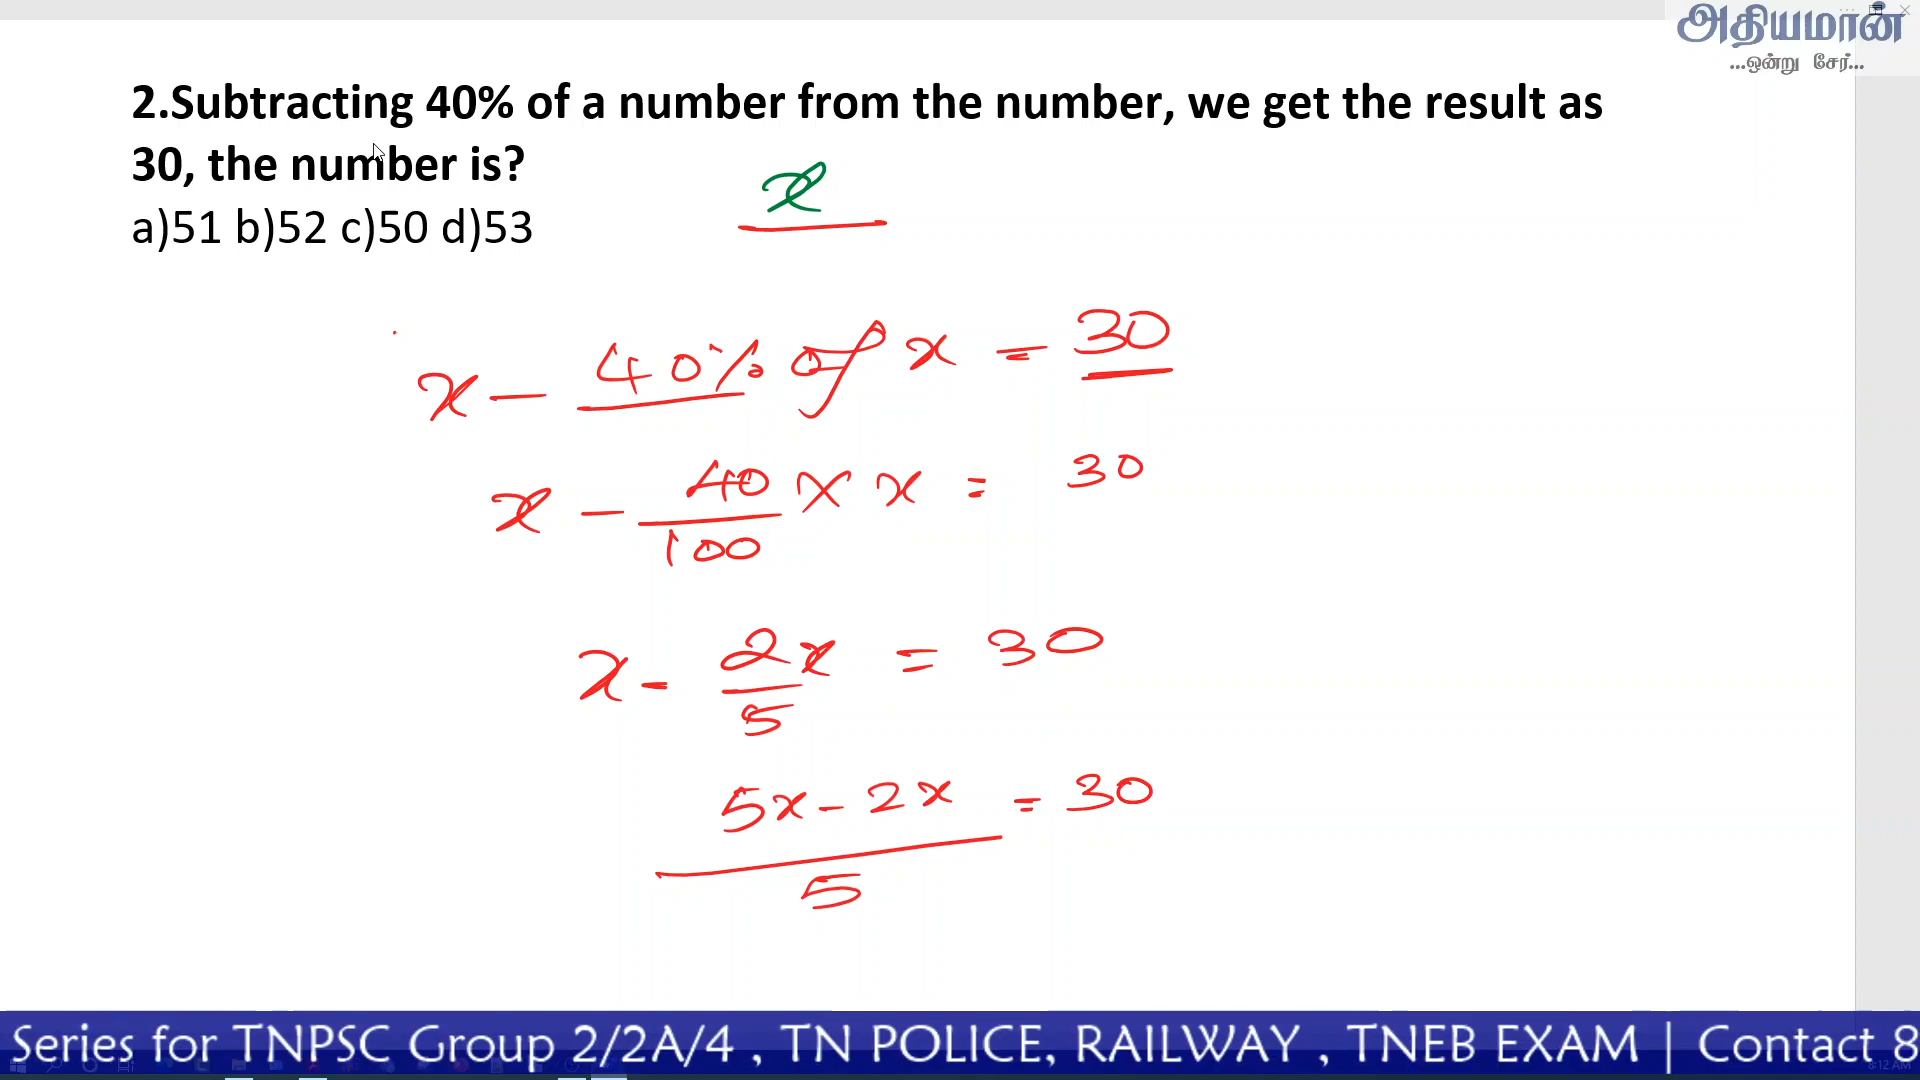 அதியமான்
...ஒன்று சேர்...
2.Subtracting 40% of a number from the number, we get the result as
30, the number is?
a)51 b)52 c)50 d)53
x
x - 40% of x = 30
x - 40/100 × x = 30
x - 2x/5 = 30
5x - 2x/5 = 30
Series for TNPSC Group 2/2A/4 , TN POLICE, RAILWAY , TNEB EXAM | Contact 8